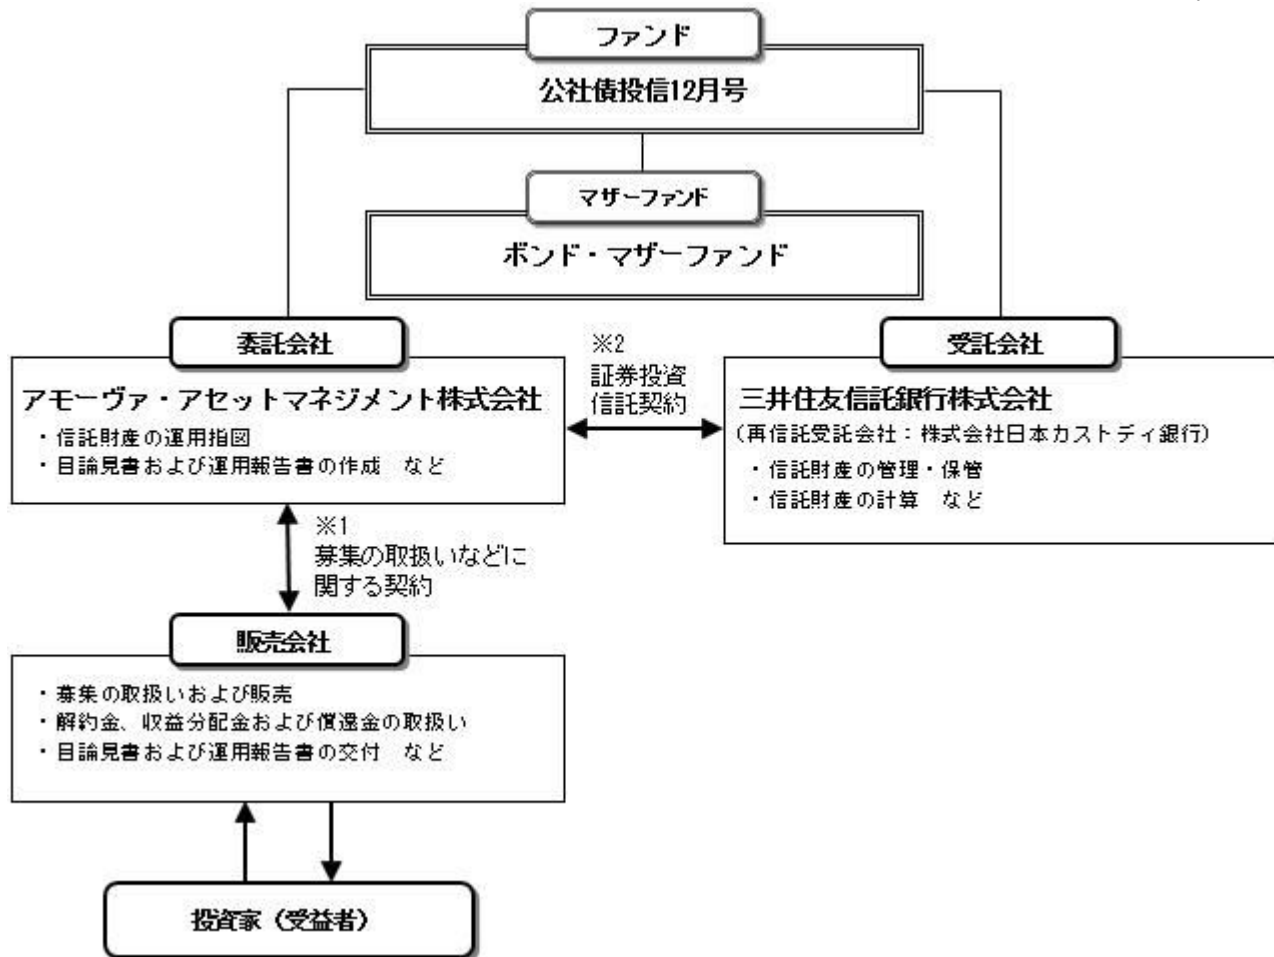 ファンド
公社債投信12月号
マザーファンド
ボンド・マザーファンド
委託会社
アモーヴァ・アセットマネジメント株式会社
・信託財産の運用指図
・目論見書および運用報告書の作成　など
※2
証券投資
信託契約
受託会社
三井住友信託銀行株式会社
(再信託受託会社：株式会社日本カストディ銀行)
・信託財産の管理・保管
・信託財産の計算　など
※1
募集の取扱いなどに
関する契約
販売会社
・募集の取扱いおよび販売
・解約金、収益分配金および償還金の取扱い
・目論見書および運用報告書の交付　など
投資家（受益者）